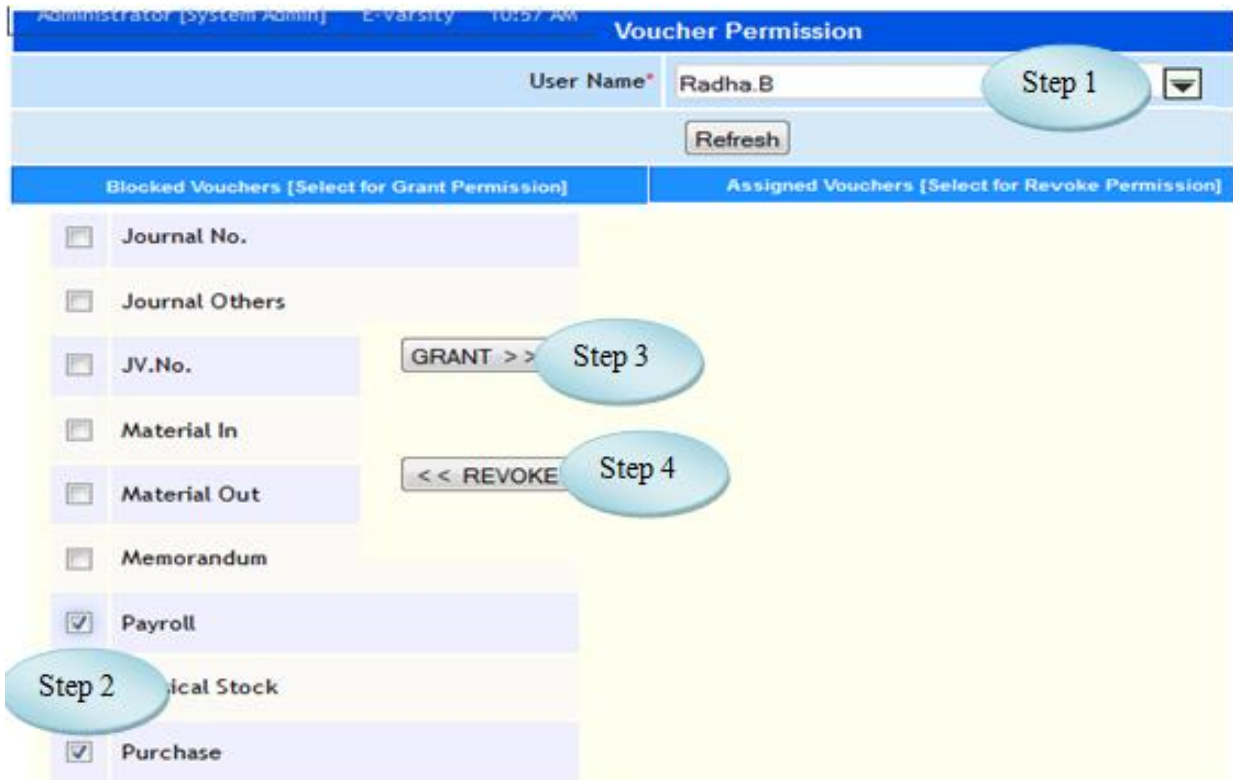 Administrator [System Admin] E-Varsity 10:57 AM
Voucher Permission
User Name* Radha.B Step 1
Refresh
Blocked Vouchers [Select for Grant Permission] Assigned Vouchers [Select for Revoke Permission]
Journal No.
Journal Others
JV.No. GRANT >> Step 3
Material In
Material Out << REVOKE Step 4
Memorandum
Payroll
Step 2 ical Stock
Purchase